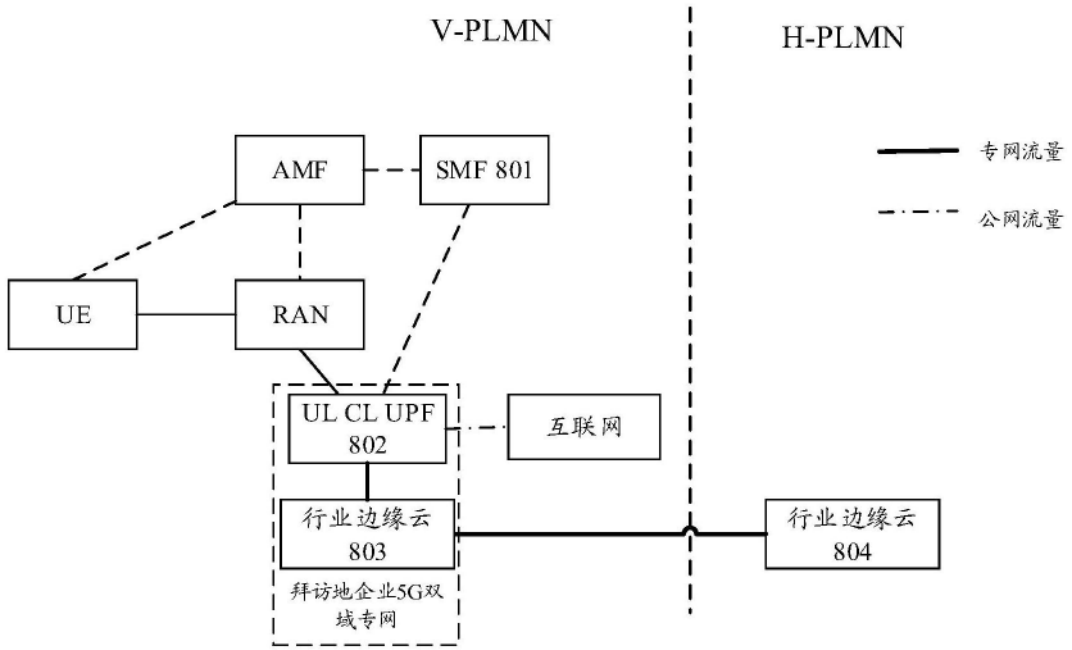 V-PLMN
H-PLMN
AMF
SMF 801
专网流量
公网流量
UE
RAN
UL CL UPF
802
互联网
行业边缘云
803
行业边缘云
804
拜访地企业5G双
域专网